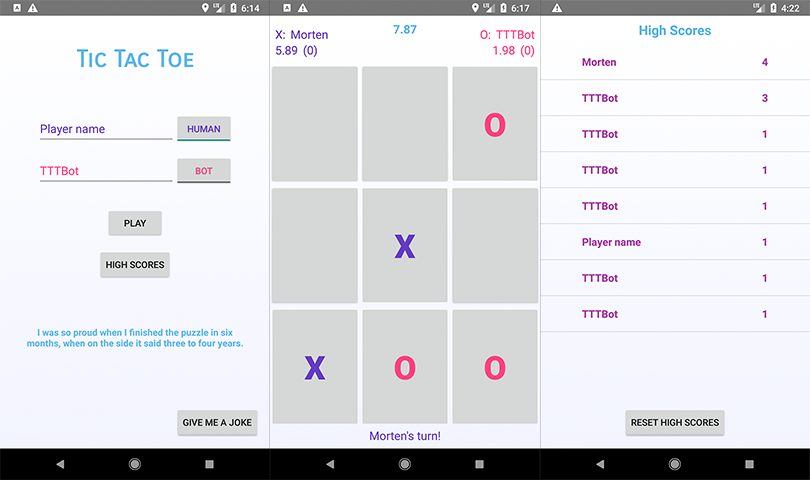 6:14
TIC TAC TOE
Player name HUMAN
TTTBot BOT
PLAY
HIGH SCORES
I was so proud when I finished the puzzle in six
months, when on the side it said three to four years.
GIVE ME A JOKE
6:17
X: Morten 7.87 O: TTTBot
5.89 (0) 1.98 (0)
O
X
X O O
Morten's turn!
4:22
High Scores
Morten 4
TTTBot 3
TTTBot 1
TTTBot 1
TTTBot 1
Player name 1
TTTBot 1
TTTBot 1
RESET HIGH SCORES